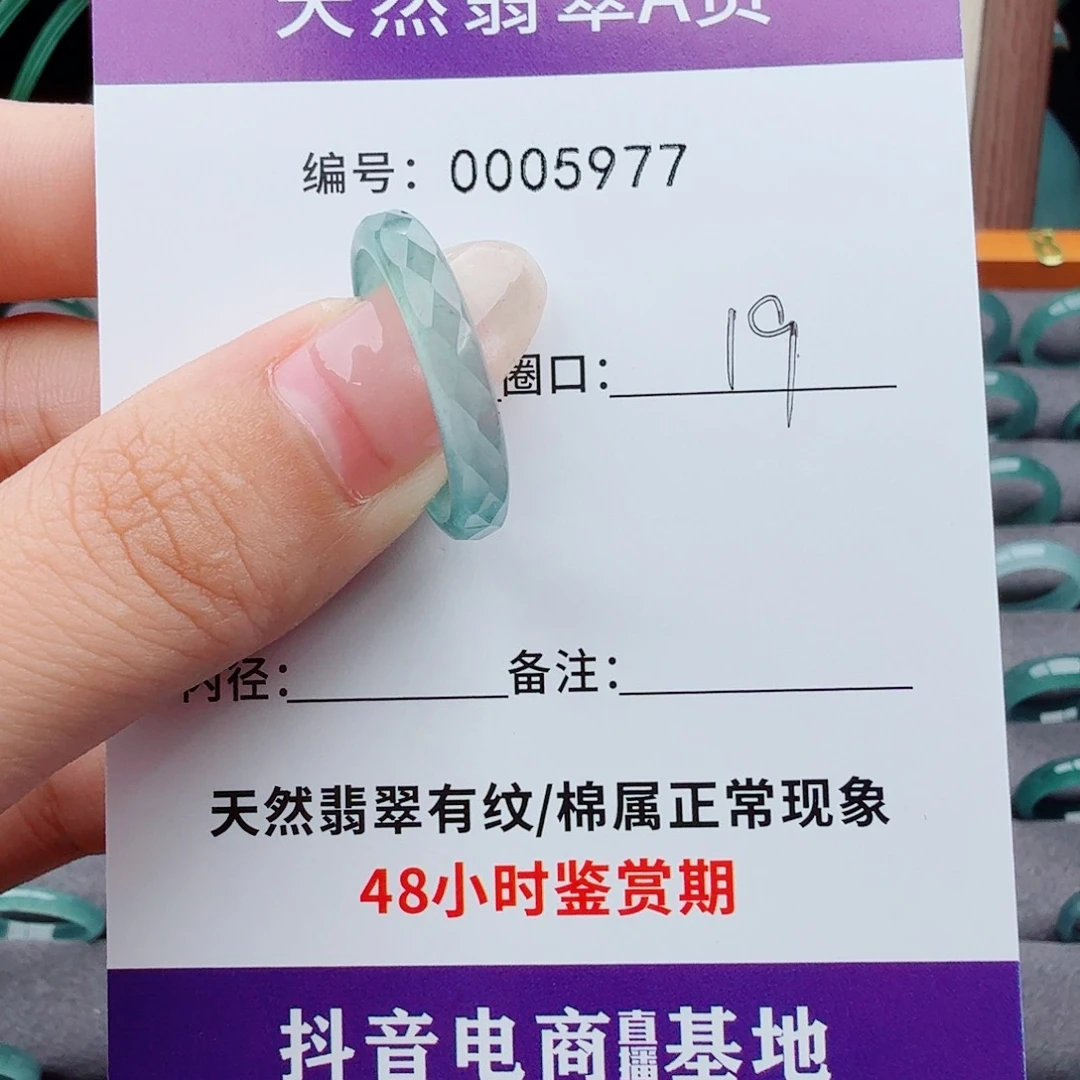 天然翡翠A货
编号：0005977
圈口：19
内径： 备注：
天然翡翠有纹/棉属正常现象
48小时鉴赏期
抖音电商直播基地